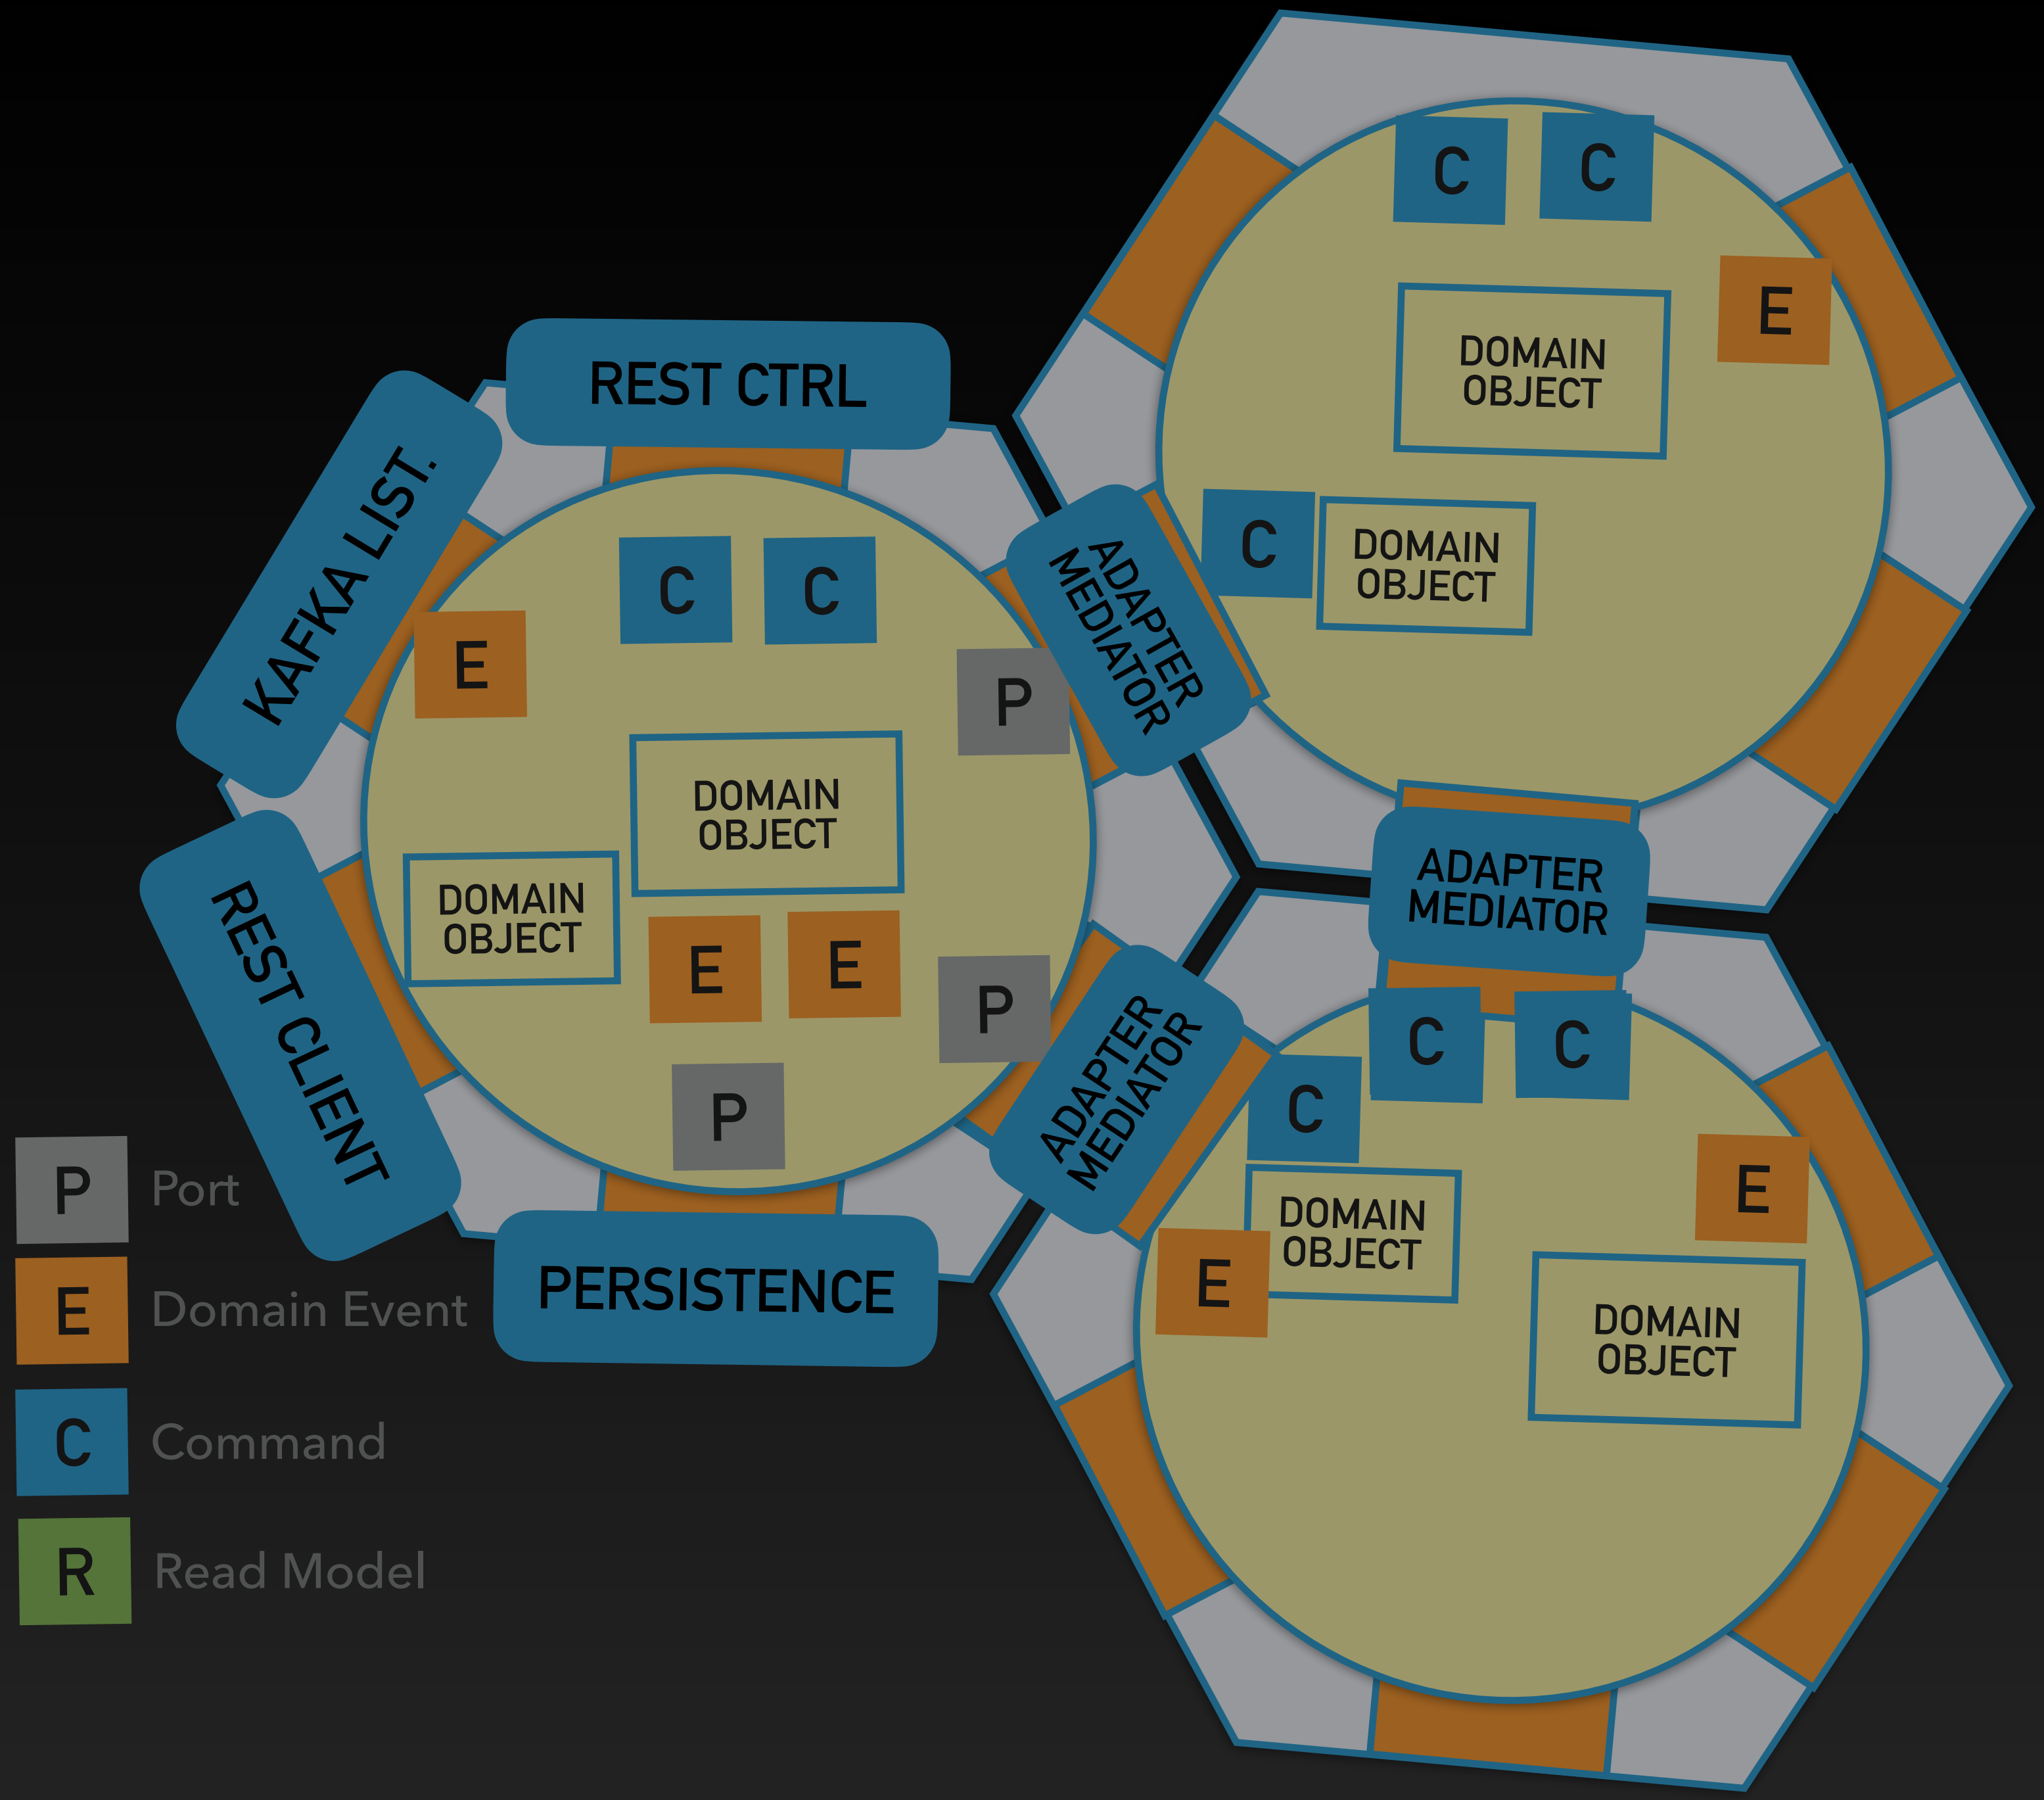 C
C
E
DOMAIN
OBJECT
C
DOMAIN
OBJECT
REST CTRL
KAFKA LIST.
REST CLIENT
PERSISTENCE
ADAPTER
MEDIATOR
ADAPTER
MEDIATOR
ADAPTER
MEDIATOR
C
C
E
P
DOMAIN
OBJECT
DOMAIN
OBJECT
E
E
P
P
C
C
C
E
DOMAIN
OBJECT
E
DOMAIN
OBJECT
P Port
E Domain Event
C Command
R Read Model